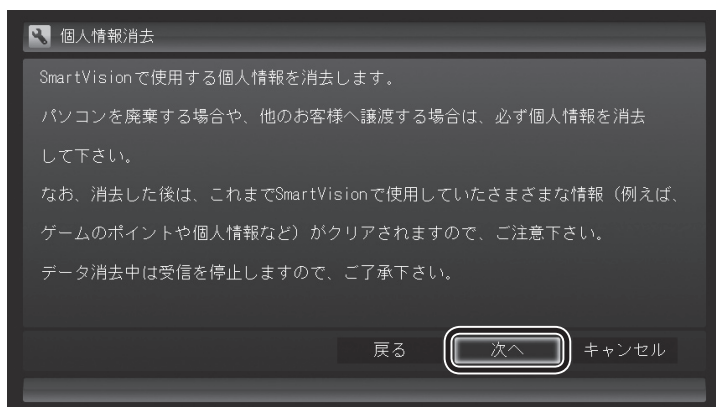 個人情報消去
SmartVisionで使用する個人情報を消去します。
パソコンを廃棄する場合や、他のお客様へ譲渡する場合は、必ず個人情報を消去
して下さい。
なお、消去した後は、これまでSmartVisionで使用していたさまざまな情報（例えば、
ゲームのポイントや個人情報など）がクリアされますので、ご注意下さい。
データ消去中は受信を停止しますので、ご了承下さい。
戻る 次へ キャンセル